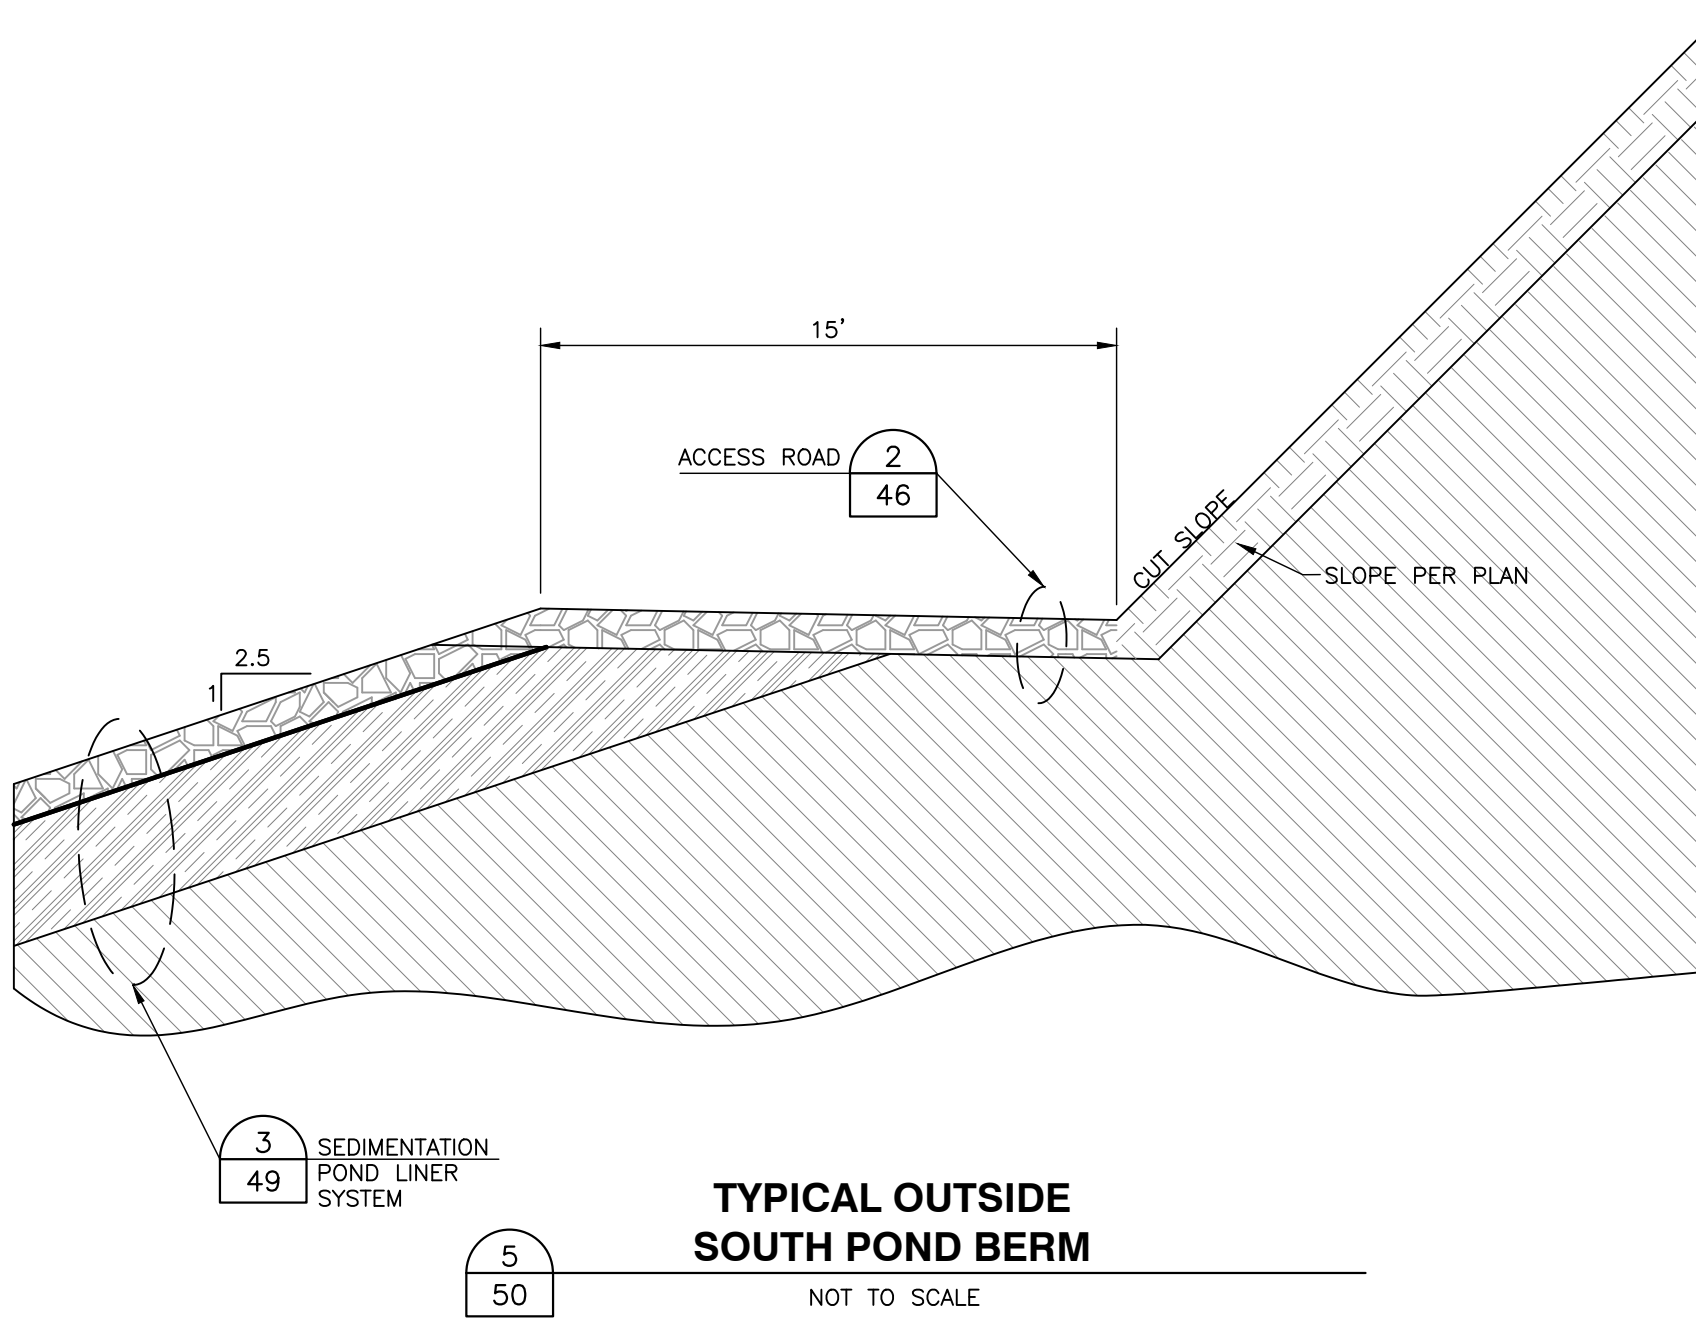 15'
ACCESS ROAD
2
46
CUT SLOPE
SLOPE PER PLAN
2.5
1
3
49
SEDIMENTATION
POND LINER
SYSTEM
TYPICAL OUTSIDE
SOUTH POND BERM
5
50
NOT TO SCALE